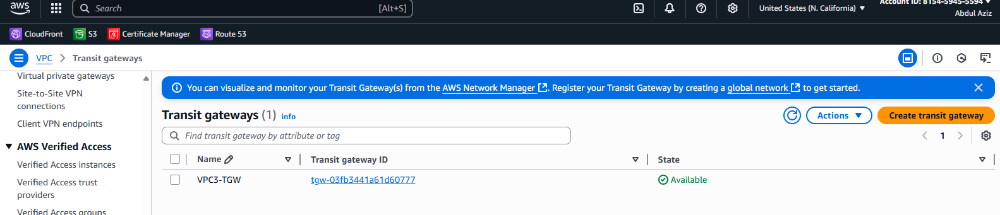 aws
Search [Alt+S]
United States (N. California)
Account ID: 8154-5945-5594
Abdul Aziz
CloudFront S3 Certificate Manager Route 53
VPC > Transit gateways
Virtual private gateways
Site-to-Site VPN
connections
Client VPN endpoints
AWS Verified Access
Verified Access instances
Verified Access trust
providers
Verified Access groups
You can visualize and monitor your Transit Gateway(s) from the AWS Network Manager. Register your Transit Gateway by creating a global network to get started.
Transit gateways (1) info
Actions
Create transit gateway
Find transit gateway by attribute or tag
1
Name Transit gateway ID State
VPC3-TGW tgw-03fb3441a61d60777 Available